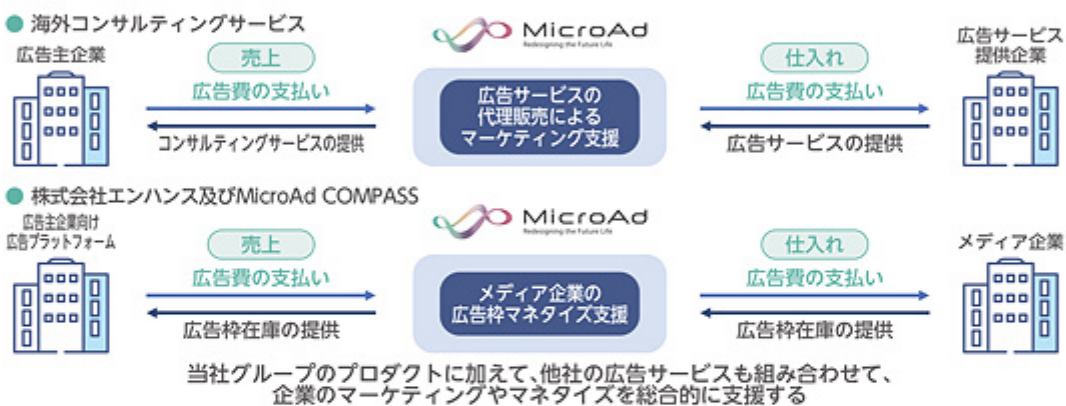 ● 海外コンサルティングサービス
広告主企業
売上
広告費の支払い
コンサルティングサービスの提供
MicroAd
Redesigning the Future Life
広告サービスの
代理販売による
マーケティング支援
仕入れ
広告費の支払い
広告サービスの提供
広告サービス
提供企業
● 株式会社エンハンス及びMicroAd COMPASS
広告主企業向け
広告プラットフォーム
売上
広告費の支払い
広告枠在庫の提供
MicroAd
Redesigning the Future Life
メディア企業の
広告枠マネタイズ支援
仕入れ
広告費の支払い
広告枠在庫の提供
メディア企業
当社グループのプロダクトに加えて、他社の広告サービスも組み合わせて、
企業のマーケティングやマネタイズを総合的に支援する